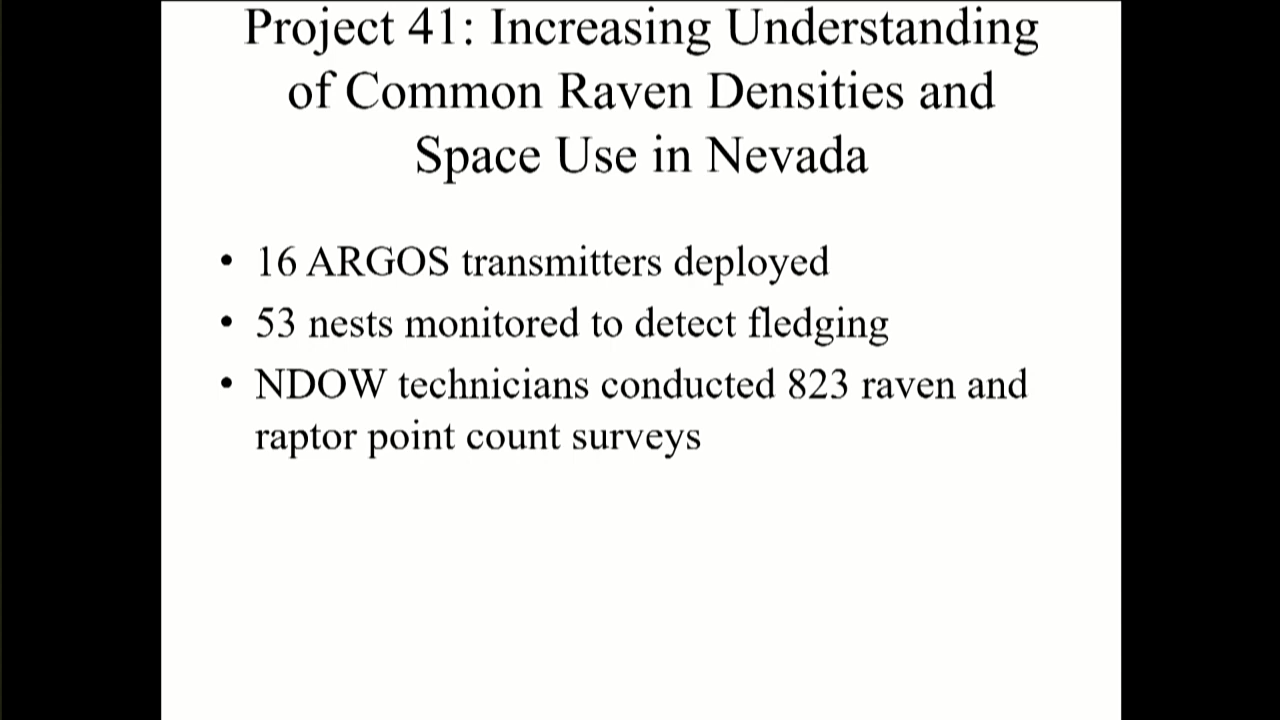 Project 41: Increasing Understanding
of Common Raven Densities and
Space Use in Nevada
• 16 ARGOS transmitters deployed
• 53 nests monitored to detect fledging
• NDOW technicians conducted 823 raven and
raptor point count surveys